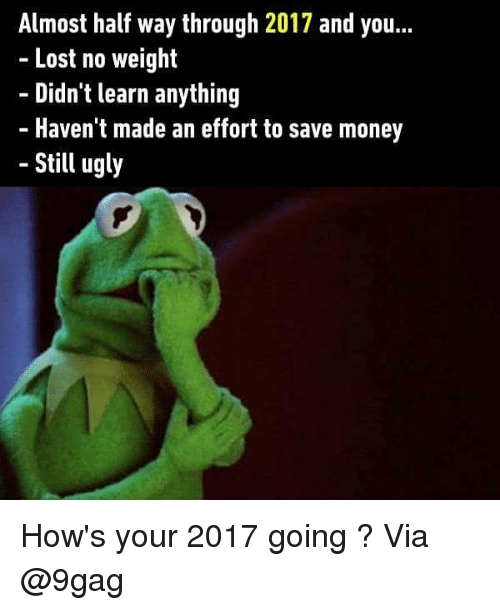 Almost half way through 2017 and you...
- Lost no weight
- Didn't learn anything
- Haven't made an effort to save money
- Still ugly
How's your 2017 going ? Via
@9gag